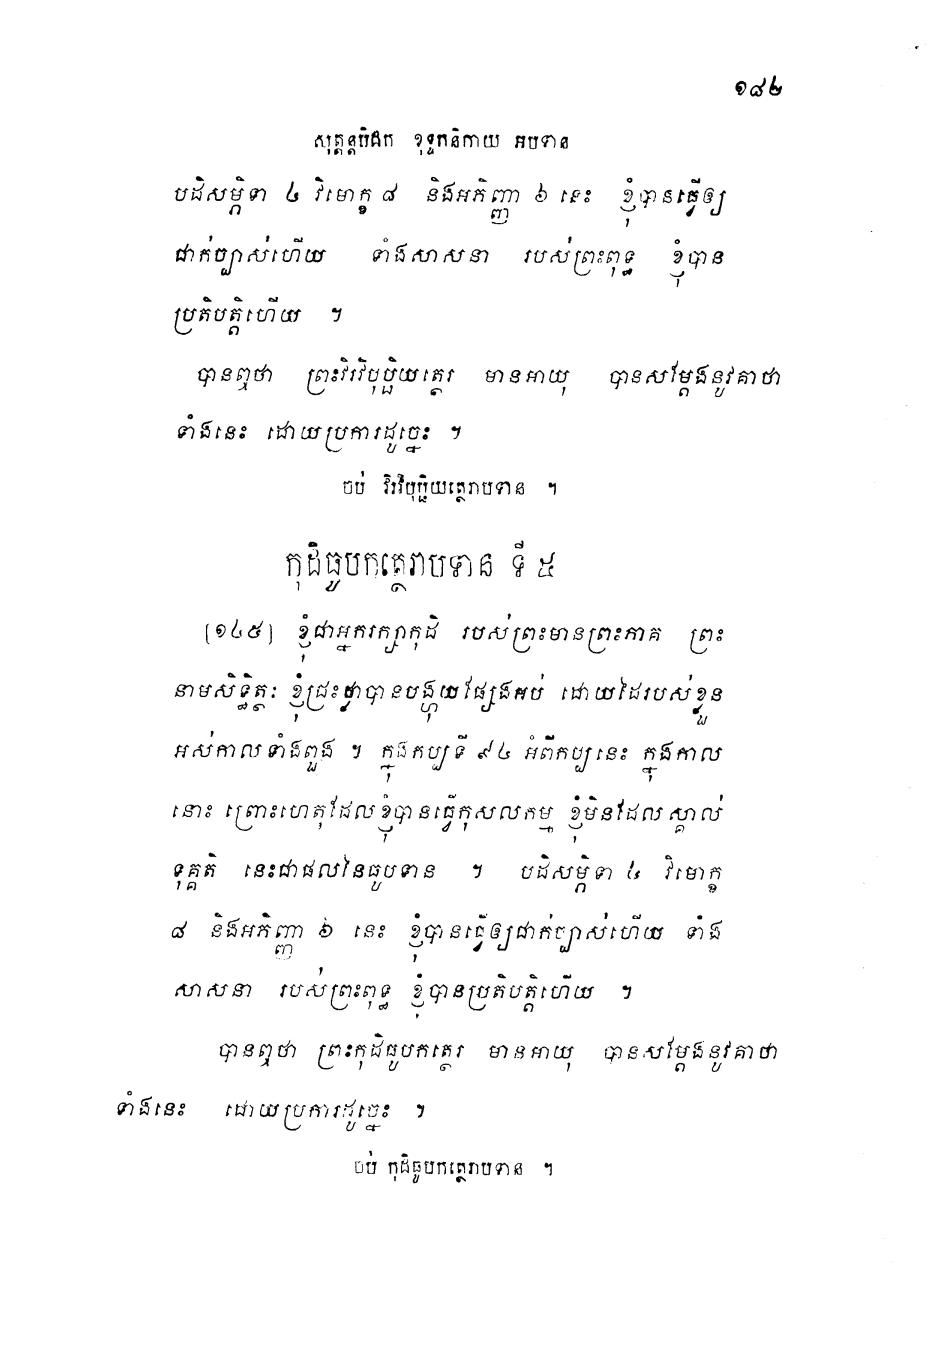 ១៨២
សុត្តន្តបិដក ខុទ្ទកនិកាយ អបទាន
បដិសម្ភិទា ៤ វិមោក្ខ ៨ និងអភិញ្ញា ៦ នេះ ខ្ញុំបានធ្វើឲ្យ
ជាក់ច្បាស់ហើយ ទាំងសាសនា របស់ព្រះពុទ្ធ ខ្ញុំបាន
ប្រតិបត្តិហើយ ។
បានឮថា ព្រះវិរវិបុប្ផិយត្ថេរ មានអាយុ បានសម្តែងនូវគាថា
ទាំងនេះ ដោយប្រការដូច្នេះ ។
ចប់ វិរវិបុប្ផិយត្ថេរាបទាន ។
កុដិធូបកត្ថេរាបទាន ទី ៥
[១៤៥] ខ្ញុំជាអ្នករក្សាកុដិ របស់ព្រះមានព្រះភាគ ព្រះ
នាមសិទ្ធិត្ថៈ ខ្ញុំជ្រះថ្លាបានបង្ហុយផ្សែងអប់ ដោយដៃរបស់ខ្លួន
អស់កាលទាំងពួង ។ ក្នុងកប្បទី ៩៤ អំពីកប្បនេះ ក្នុងកាល
នោះ ព្រោះហេតុដែលខ្ញុំបានធ្វើកុសលកម្ម ខ្ញុំមិនដែលស្គាល់
ទុគ្គតិ នេះជាផលនៃធូបទាន ។ បដិសម្ភិទា ៤ វិមោក្ខ
៨ និងអភិញ្ញា ៦ នេះ ខ្ញុំបានធ្វើឲ្យជាក់ច្បាស់ហើយ ទាំង
សាសនា របស់ព្រះពុទ្ធ ខ្ញុំបានប្រតិបត្តិហើយ ។
បានឮថា ព្រះកុដិធូបកត្ថេរ មានអាយុ បានសម្តែងនូវគាថា
ទាំងនេះ ដោយប្រការដូច្នេះ ។
ចប់ កុដិធូបកត្ថេរាបទាន ។